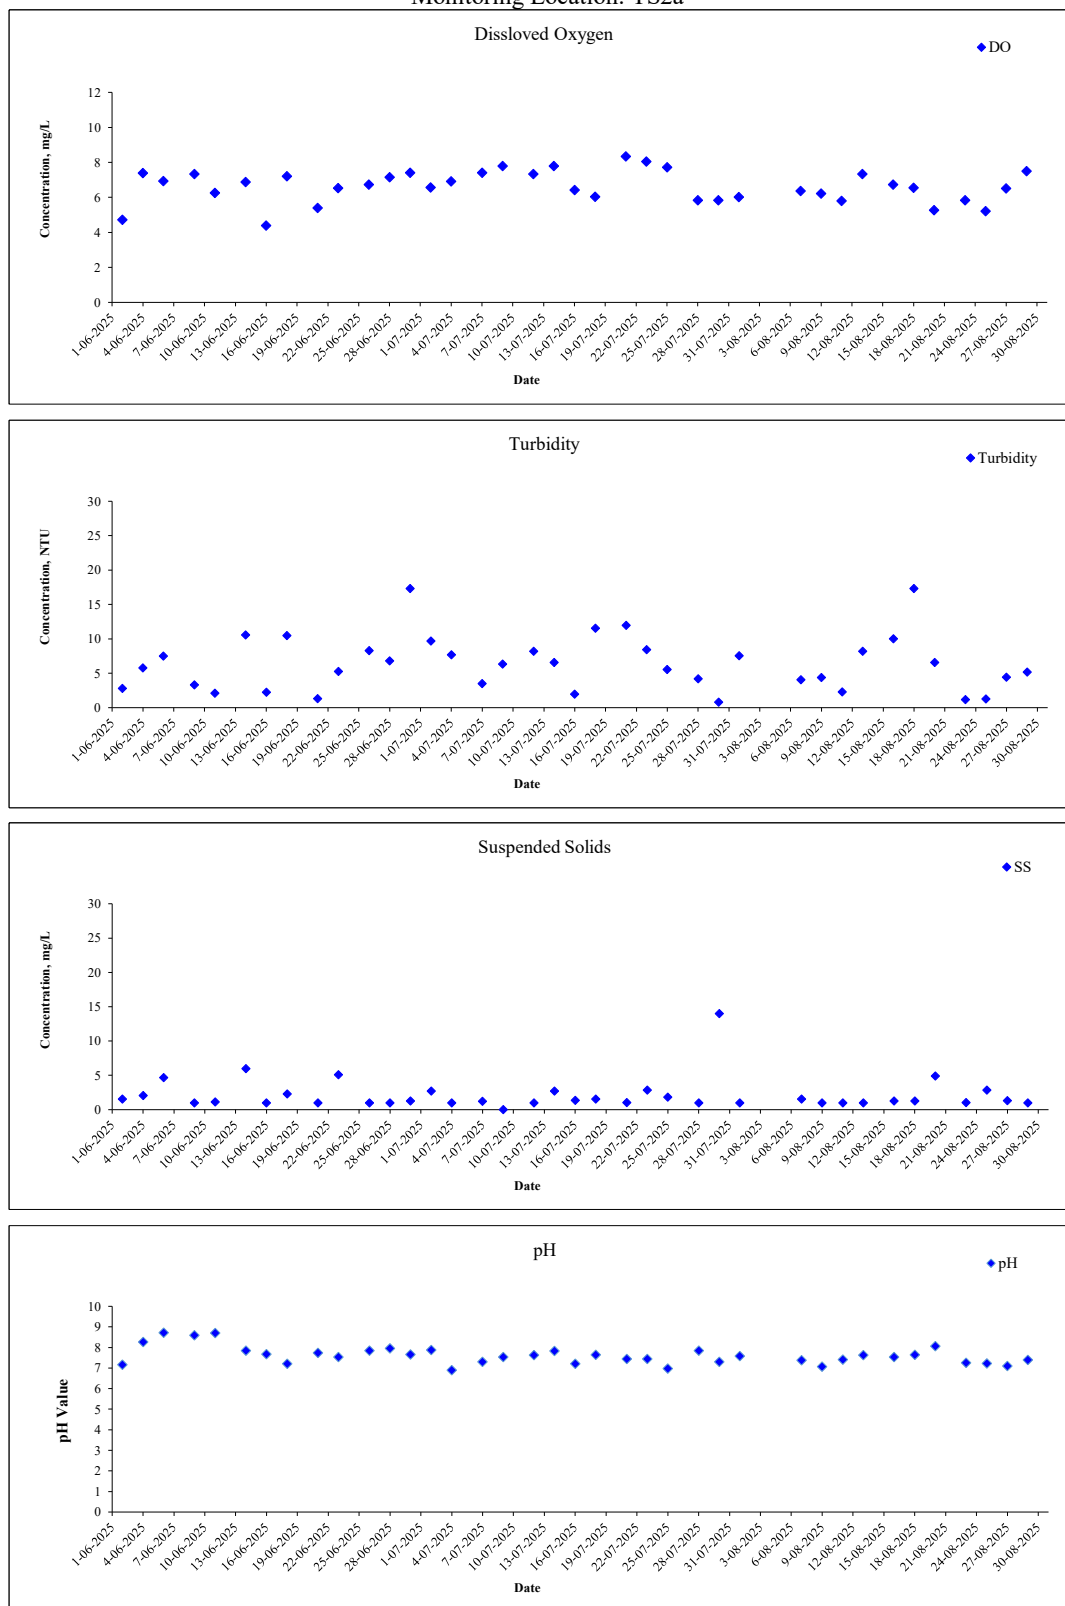 Monitoring Location: YS2a
Dissloved Oxygen
DO
Concentration, mg/L
12
10
8
6
4
2
0
1-06-2025 4-06-2025 7-06-2025 10-06-2025 13-06-2025 16-06-2025 19-06-2025 22-06-2025 25-06-2025 28-06-2025 1-07-2025 4-07-2025 7-07-2025 10-07-2025 13-07-2025 16-07-2025 19-07-2025 22-07-2025 25-07-2025 28-07-2025 31-07-2025 3-08-2025 6-08-2025 9-08-2025 12-08-2025 15-08-2025 18-08-2025 21-08-2025 24-08-2025 27-08-2025 30-08-2025
Date
Turbidity
Turbidity
Concentration, NTU
30
25
20
15
10
5
0
1-06-2025 4-06-2025 7-06-2025 10-06-2025 13-06-2025 16-06-2025 19-06-2025 22-06-2025 25-06-2025 28-06-2025 1-07-2025 4-07-2025 7-07-2025 10-07-2025 13-07-2025 16-07-2025 19-07-2025 22-07-2025 25-07-2025 28-07-2025 31-07-2025 3-08-2025 6-08-2025 9-08-2025 12-08-2025 15-08-2025 18-08-2025 21-08-2025 24-08-2025 27-08-2025 30-08-2025
Date
Suspended Solids
SS
Concentration, mg/L
30
25
20
15
10
5
0
1-06-2025 4-06-2025 7-06-2025 10-06-2025 13-06-2025 16-06-2025 19-06-2025 22-06-2025 25-06-2025 28-06-2025 1-07-2025 4-07-2025 7-07-2025 10-07-2025 13-07-2025 16-07-2025 19-07-2025 22-07-2025 25-07-2025 28-07-2025 31-07-2025 3-08-2025 6-08-2025 9-08-2025 12-08-2025 15-08-2025 18-08-2025 21-08-2025 24-08-2025 27-08-2025 30-08-2025
Date
pH
pH
pH Value
10
9
8
7
6
5
4
3
2
1
0
1-06-2025 4-06-2025 7-06-2025 10-06-2025 13-06-2025 16-06-2025 19-06-2025 22-06-2025 25-06-2025 28-06-2025 1-07-2025 4-07-2025 7-07-2025 10-07-2025 13-07-2025 16-07-2025 19-07-2025 22-07-2025 25-07-2025 28-07-2025 31-07-2025 3-08-2025 6-08-2025 9-08-2025 12-08-2025 15-08-2025 18-08-2025 21-08-2025 24-08-2025 27-08-2025 30-08-2025
Date